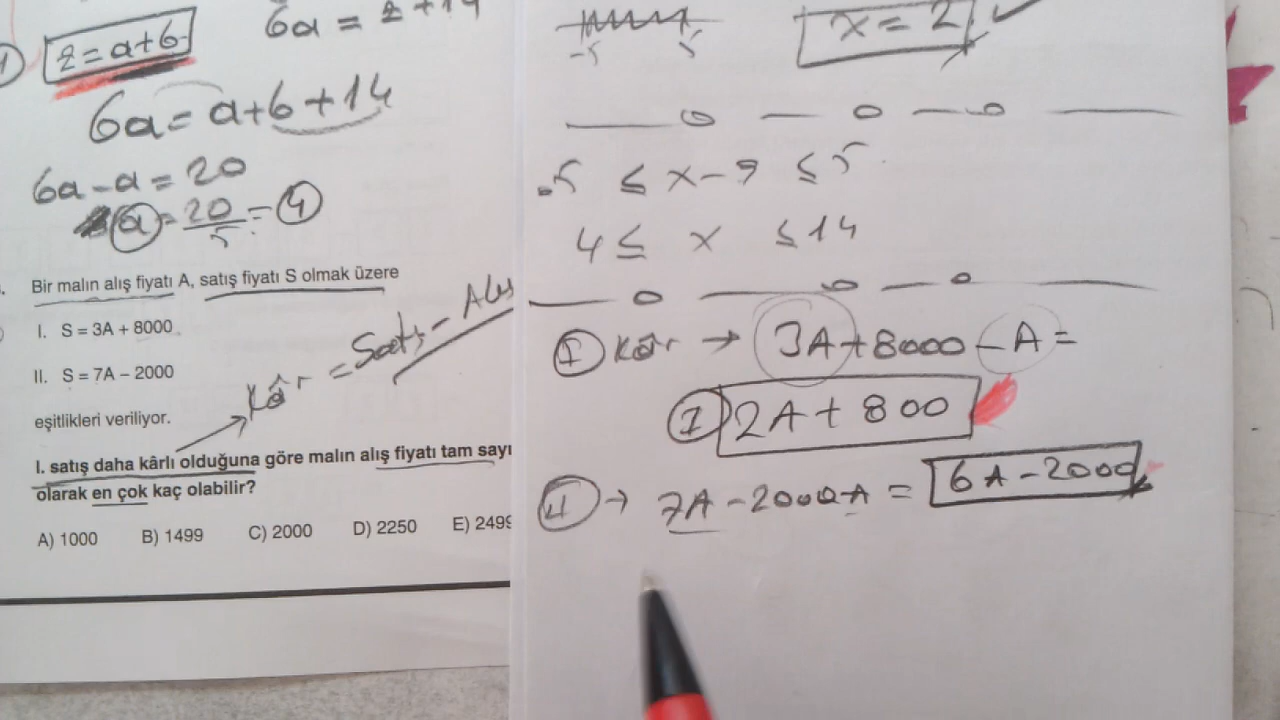 6a = z + 14
1 z = a + 6
6a = a + 6 + 14
6a - a = 20
a = 20/5 = 4
Bir malın alış fiyatı A, satış fiyatı S olmak üzere
I. S = 3A + 8000
II. S = 7A – 2000
Kâr = Satış - Alış
eşitlikleri veriliyor.
I. satış daha kârlı olduğuna göre malın alış fiyatı tam sayı
olarak en çok kaç olabilir?
A) 1000 B) 1499 C) 2000 D) 2250 E) 2499
-5 5
x = 2
-5 ≤ x - 9 ≤ 5
4 ≤ x ≤ 14
I Kâr → 3A + 8000 - A =
I 2A + 800
II → 7A - 2000 - A = 6A - 2000